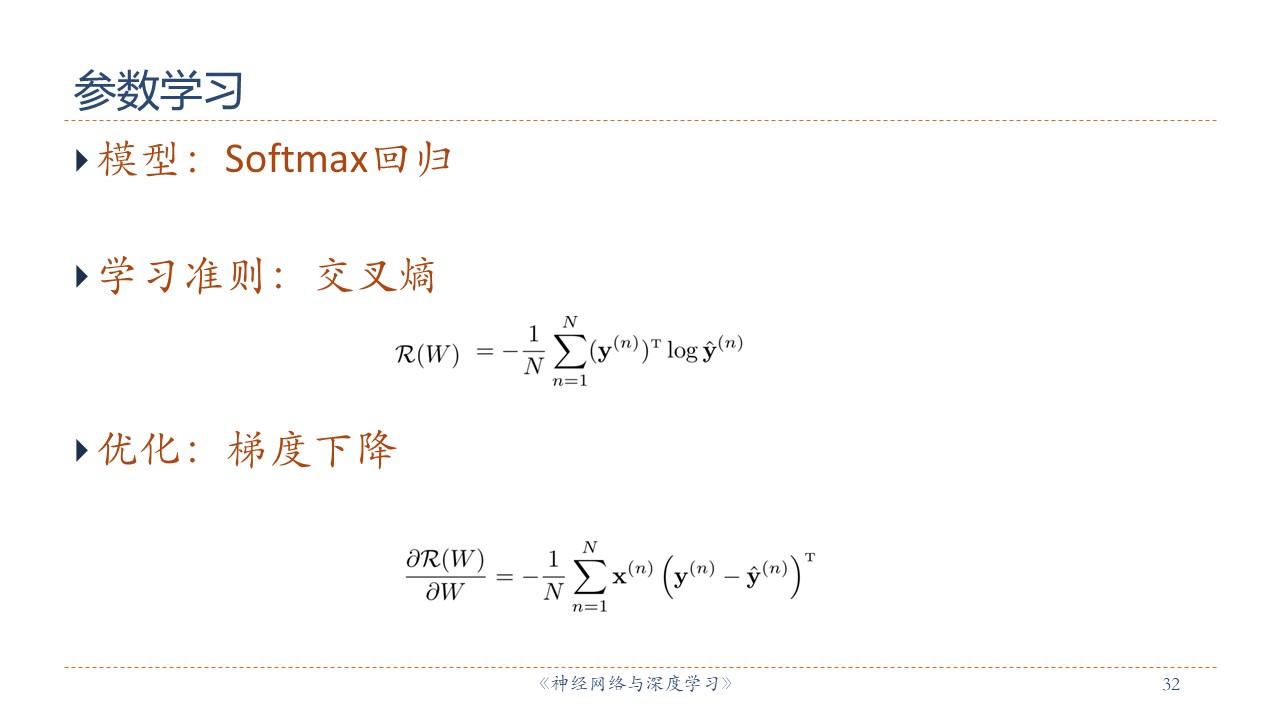 参数学习
模型：Softmax回归
学习准则：交叉熵
$\mathcal{R}(W) = -\frac{1}{N}\sum_{n=1}^{N}(\mathbf{y}^{(n)})^{\mathrm{T}}\log\hat{\mathbf{y}}^{(n)}$
优化：梯度下降
$\frac{\partial\mathcal{R}(W)}{\partial W} = -\frac{1}{N}\sum_{n=1}^{N}\mathbf{x}^{(n)}\left(\mathbf{y}^{(n)}-\hat{\mathbf{y}}^{(n)}\right)^{\mathrm{T}}$
《神经网络与深度学习》
32